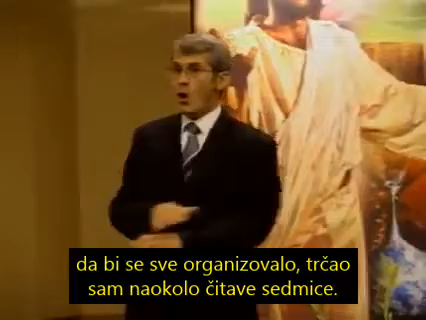 da bi se sve organizovalo, trčao
sam naokolo čitave sedmice.